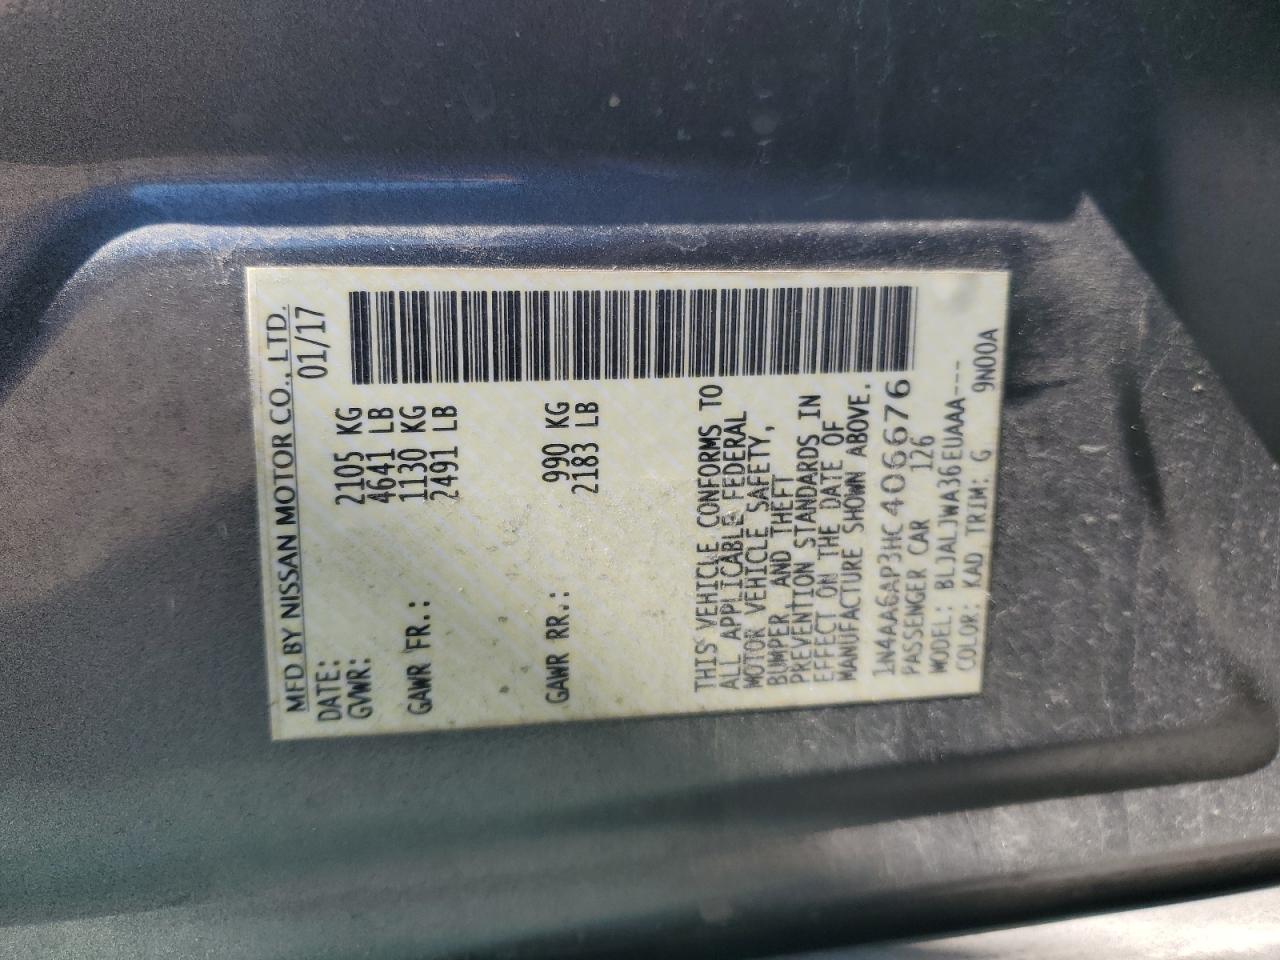 MFD BY NISSAN MOTOR CO., LTD.
DATE: 01/17
GVWR: 2105 KG
4641 LB
GAWR FR.: 1130 KG
2491 LB
GAWR RR.: 990 KG
2183 LB
THIS VEHICLE CONFORMS TO
ALL APPLICABLE FEDERAL
MOTOR VEHICLE SAFETY,
BUMPER AND THEFT
PREVENTION STANDARDS IN
EFFECT ON THE DATE OF
MANUFACTURE SHOWN ABOVE.
1N4AA6AP3HC406676
PASSENGER CAR 126
MODEL: BLJALJWA36EUAAA---
COLOR: KAD TRIM: G 9N00A